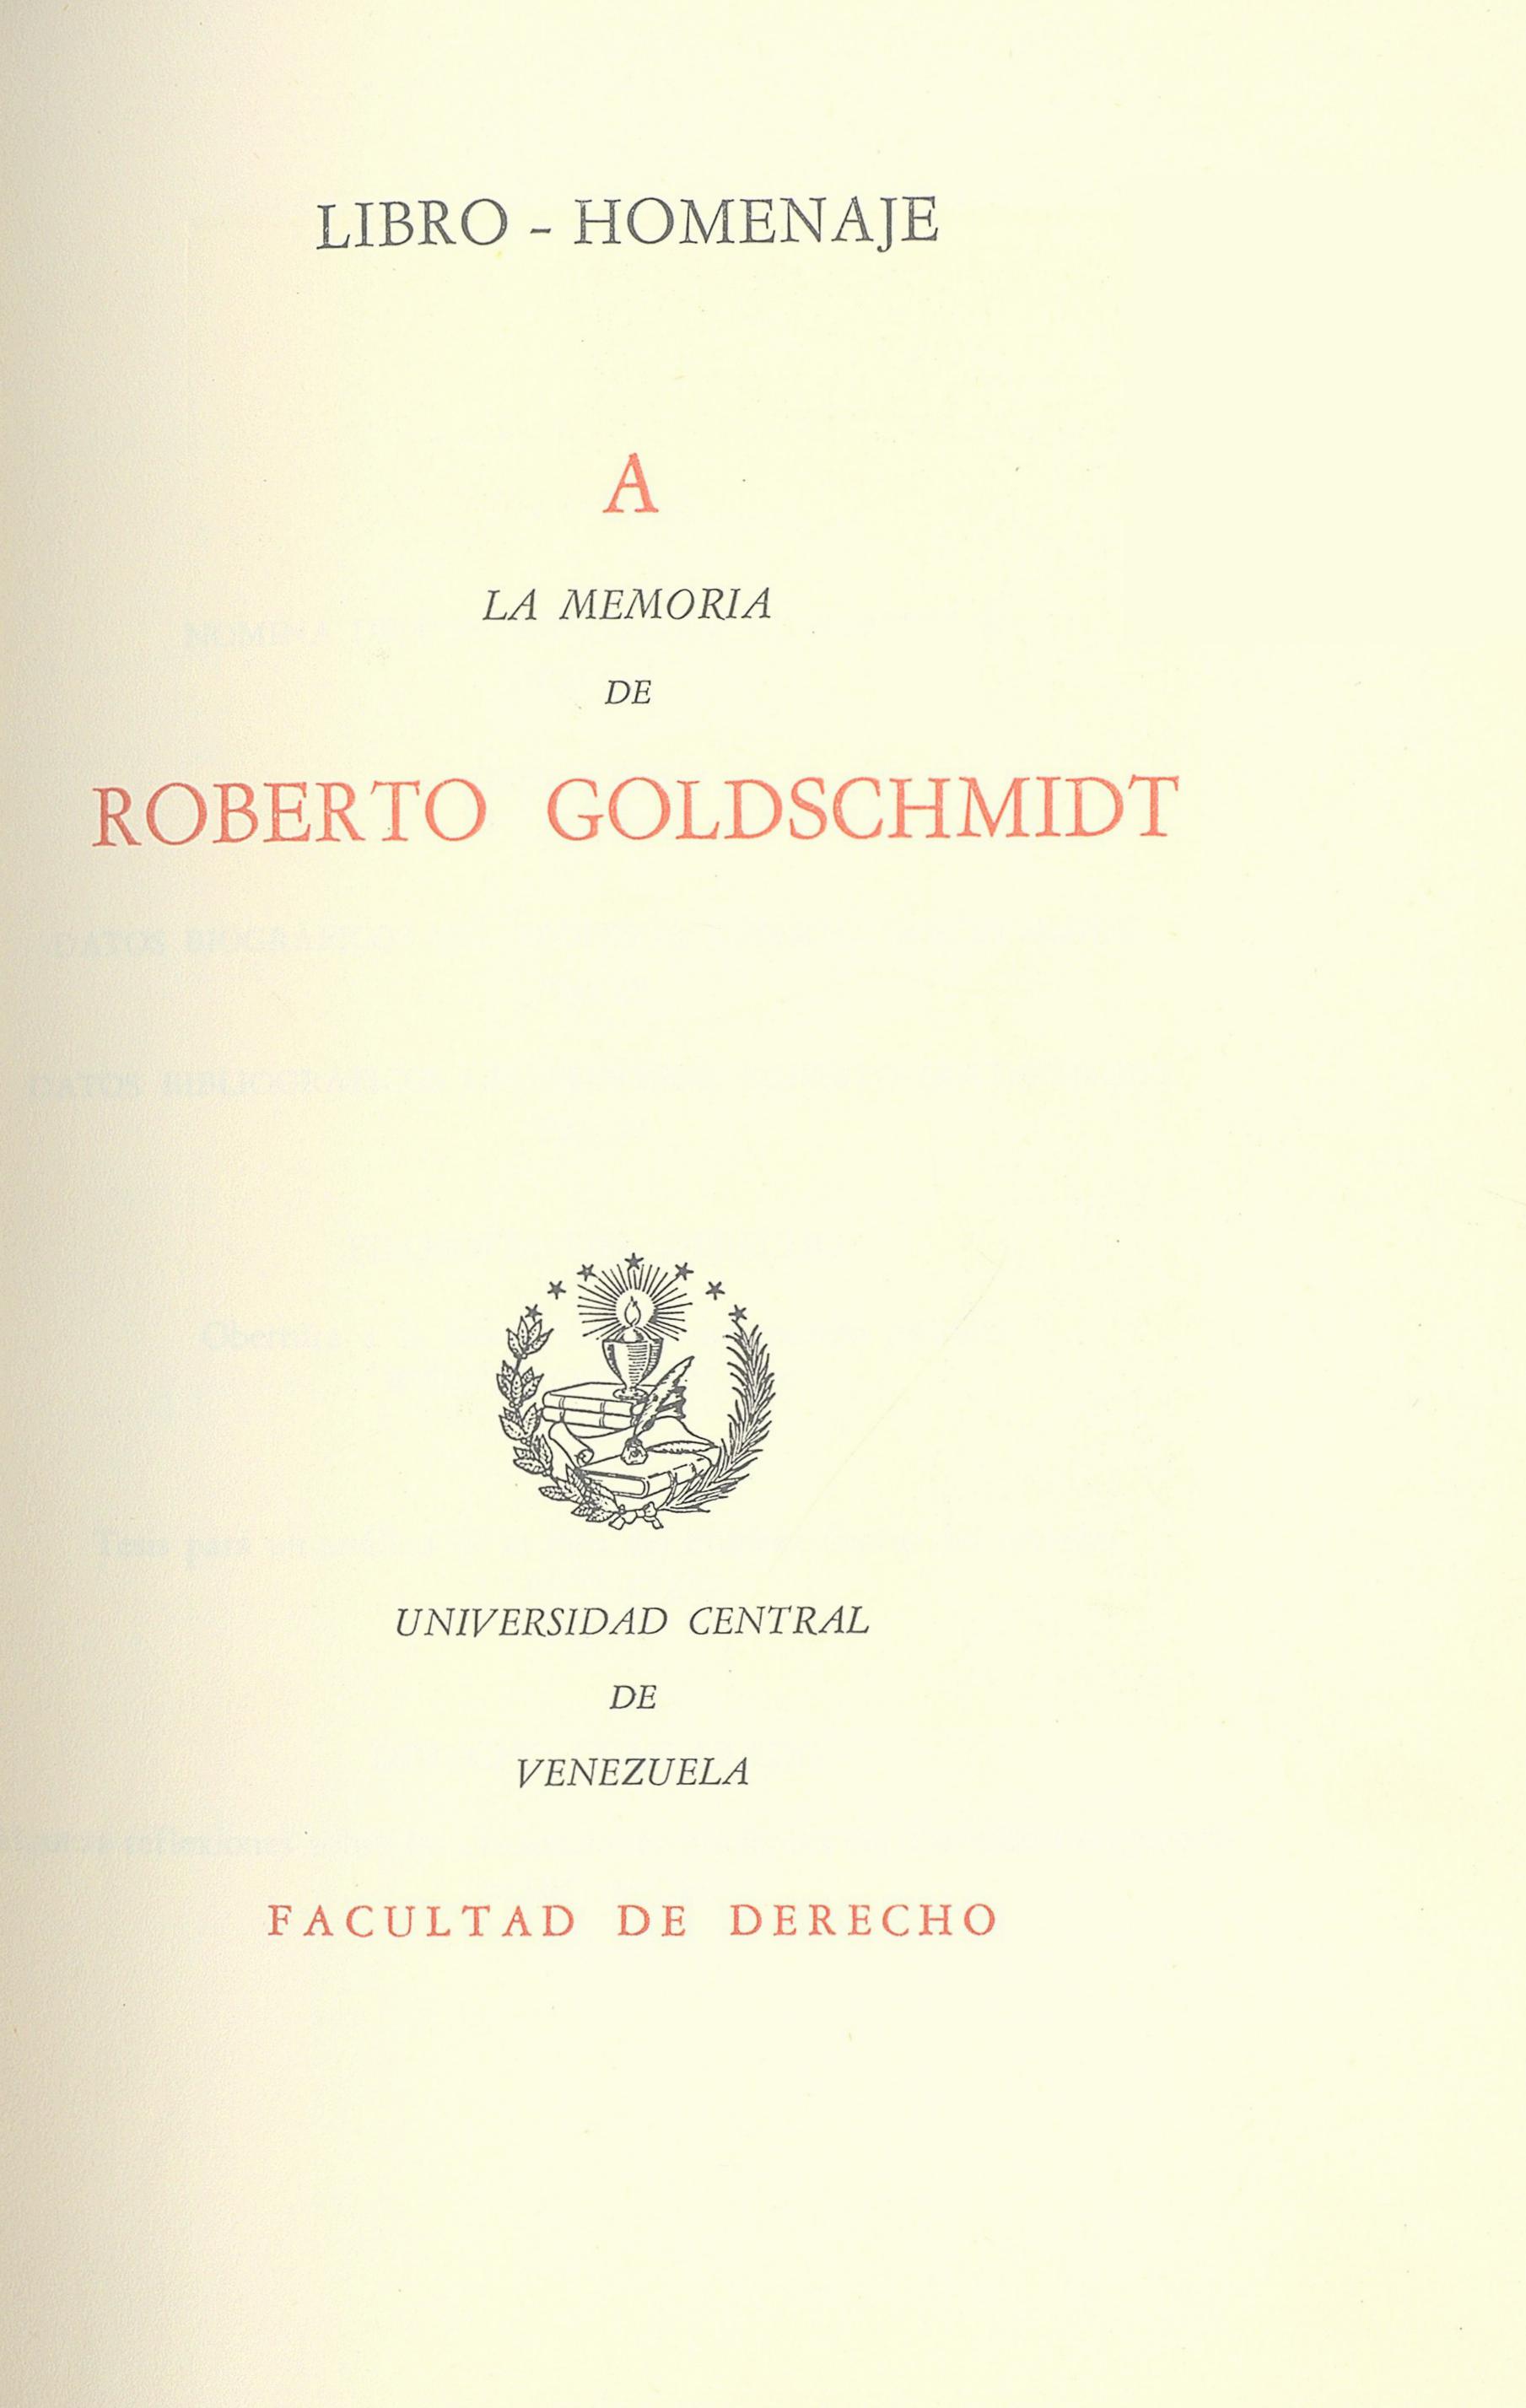 LIBRO - HOMENAJE
A
LA MEMORIA
DE
ROBERTO GOLDSCHMIDT
UNIVERSIDAD CENTRAL
DE
VENEZUELA
FACULTAD DE DERECHO